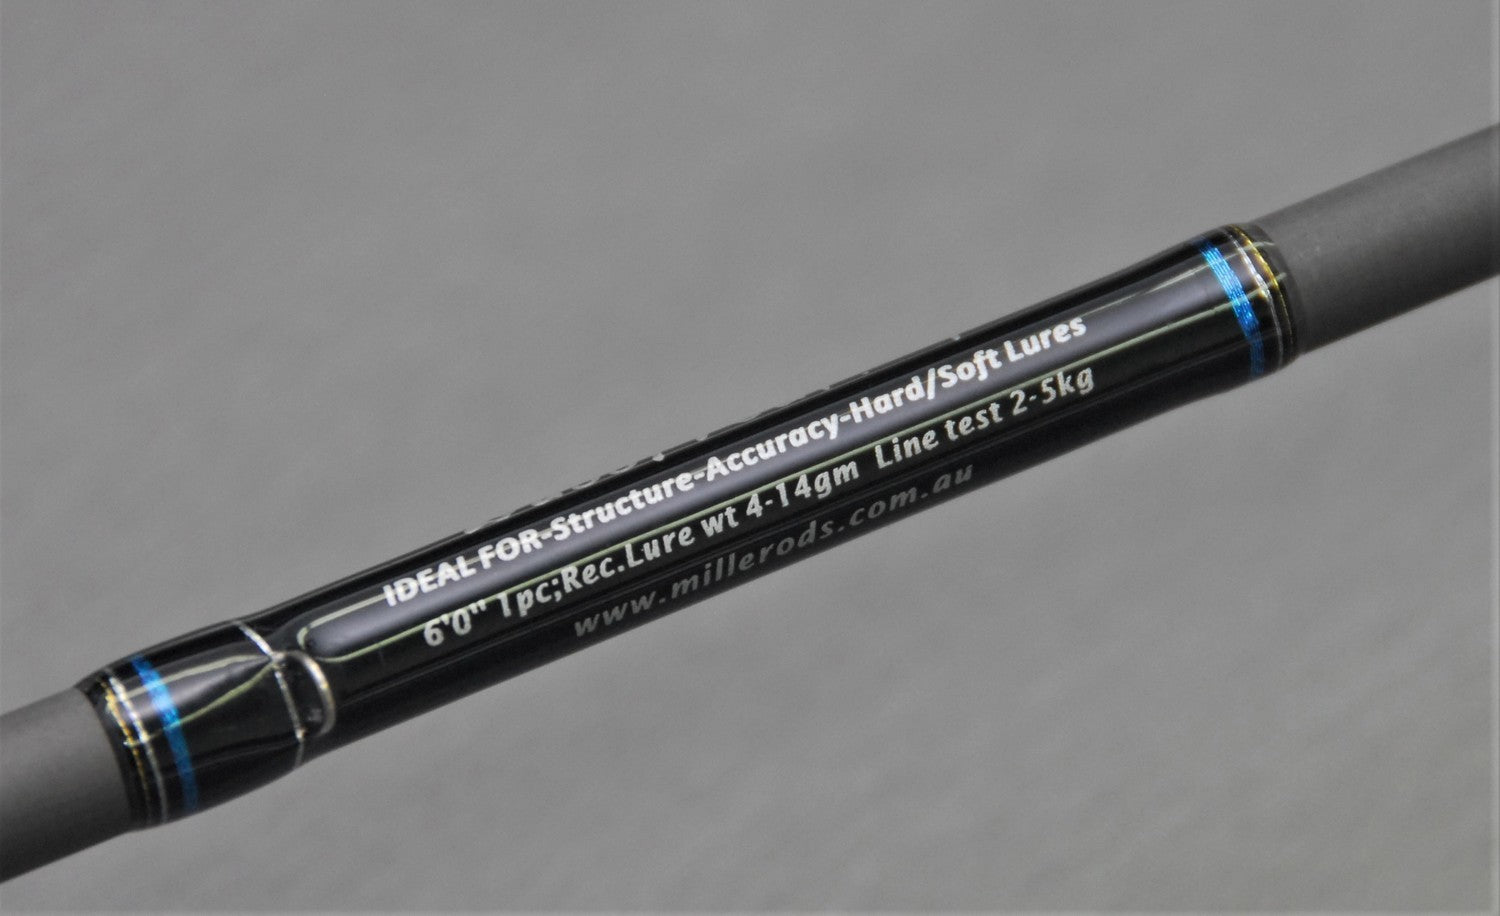 IDEAL FOR-Structure-Accuracy-Hard/Soft Lures
6'0" 1pc;Rec.Lure wt 4-14gm Line test 2-5kg
www.millerods.com.au